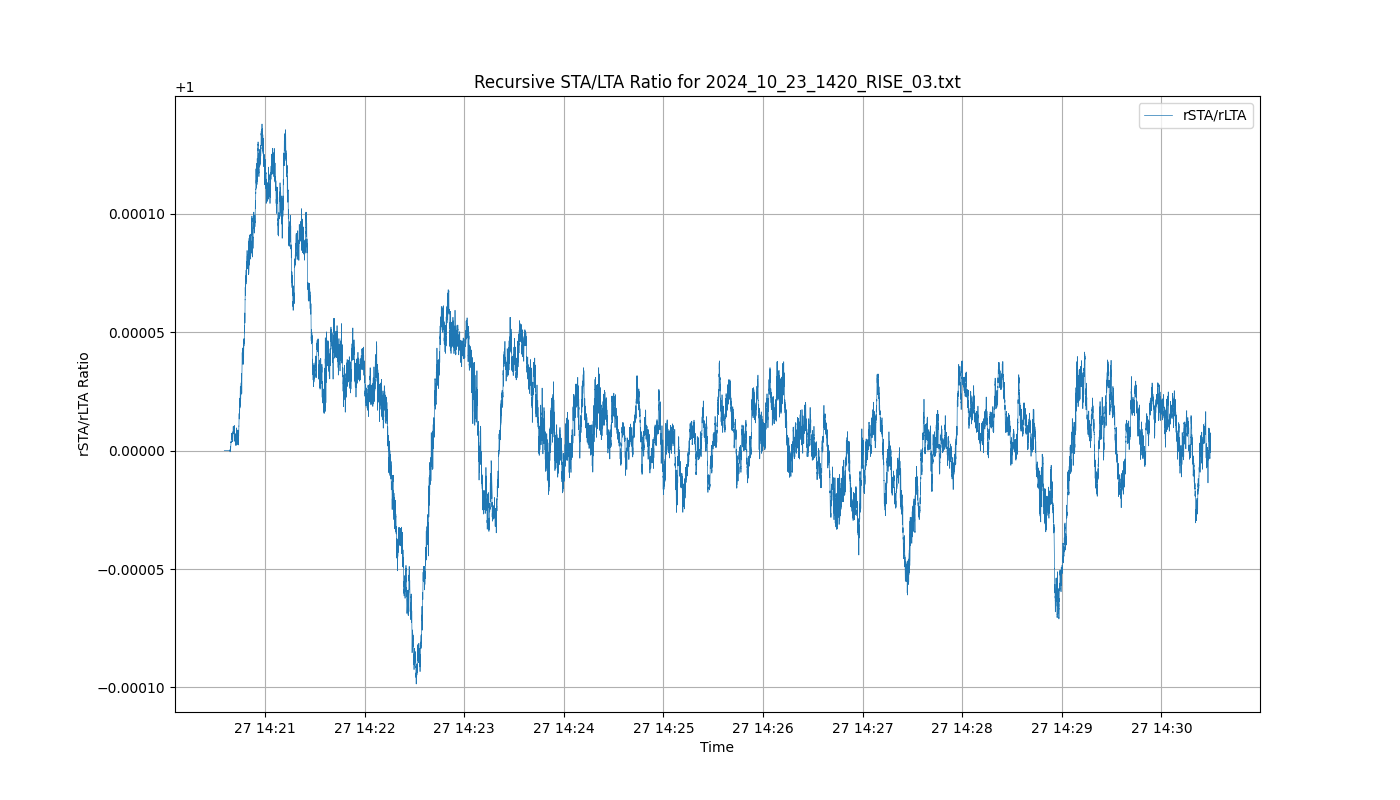 Recursive STA/LTA Ratio for 2024_10_23_1420_RISE_03.txt
+1
rSTA/rLTA
0.00010
0.00005
0.00000
−0.00005
−0.00010
rSTA/rLTA Ratio
27 14:21 27 14:22 27 14:23 27 14:24 27 14:25 27 14:26 27 14:27 27 14:28 27 14:29 27 14:30
Time